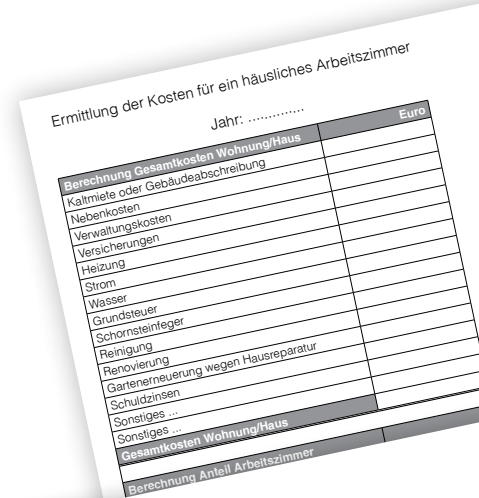 Ermittlung der Kosten für ein häusliches Arbeitszimmer
Jahr: ..............
Berechnung Gesamtkosten Wohnung/Haus Euro
Kaltmiete oder Gebäudeabschreibung
Nebenkosten
Verwaltungskosten
Versicherungen
Heizung
Strom
Wasser
Grundsteuer
Schornsteinfeger
Reinigung
Renovierung
Gartenerneuerung wegen Hausreparatur
Schuldzinsen
Sonstiges ...
Sonstiges ...
Gesamtkosten Wohnung/Haus
Berechnung Anteil Arbeitszimmer